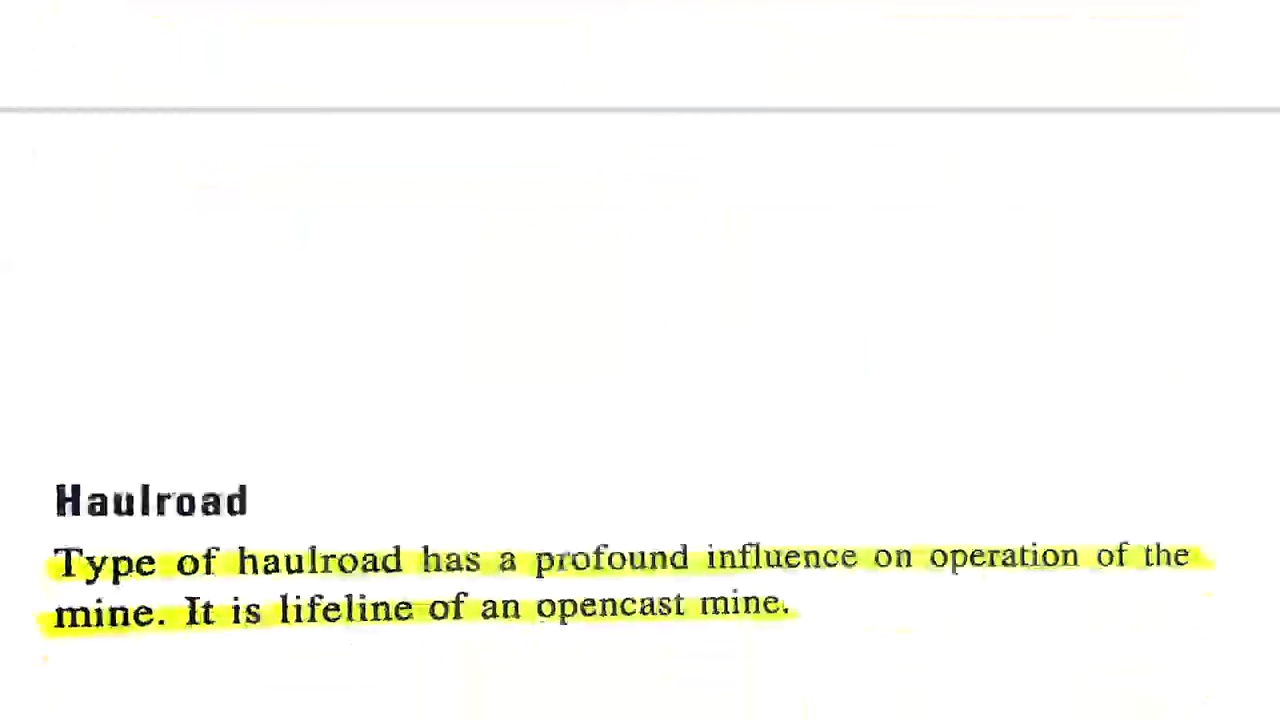 Haulroad
Type of haulroad has a profound influence on operation of the
mine. It is lifeline of an opencast mine.